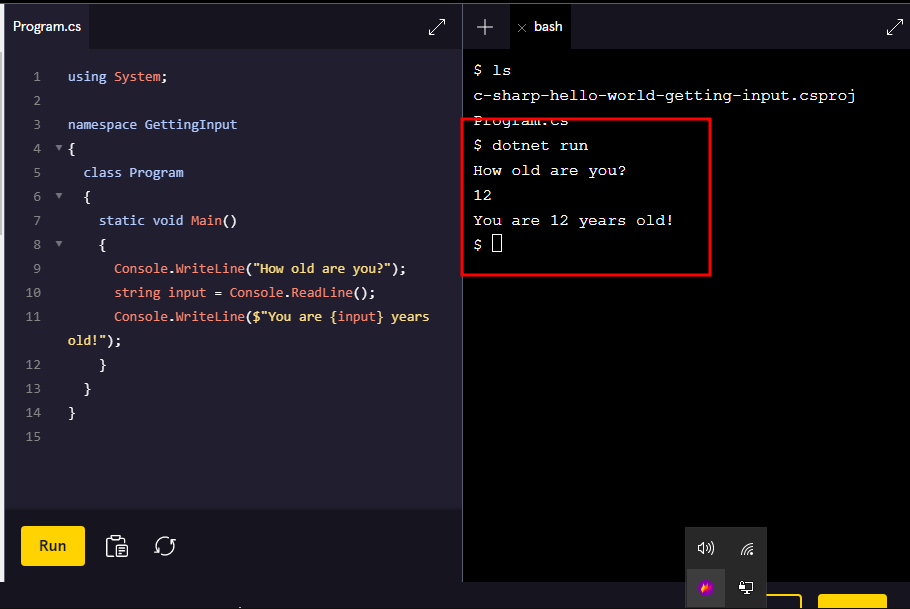 Program.cs
1 using System;
2
3 namespace GettingInput
4 {
5 class Program
6 {
7 static void Main()
8 {
9 Console.WriteLine("How old are you?");
10 string input = Console.ReadLine();
11 Console.WriteLine($"You are {input} years
old!");
12 }
13 }
14 }
15
Run
bash
$ ls
c-sharp-hello-world-getting-input.csproj
Program.cs
$ dotnet run
How old are you?
12
You are 12 years old!
$